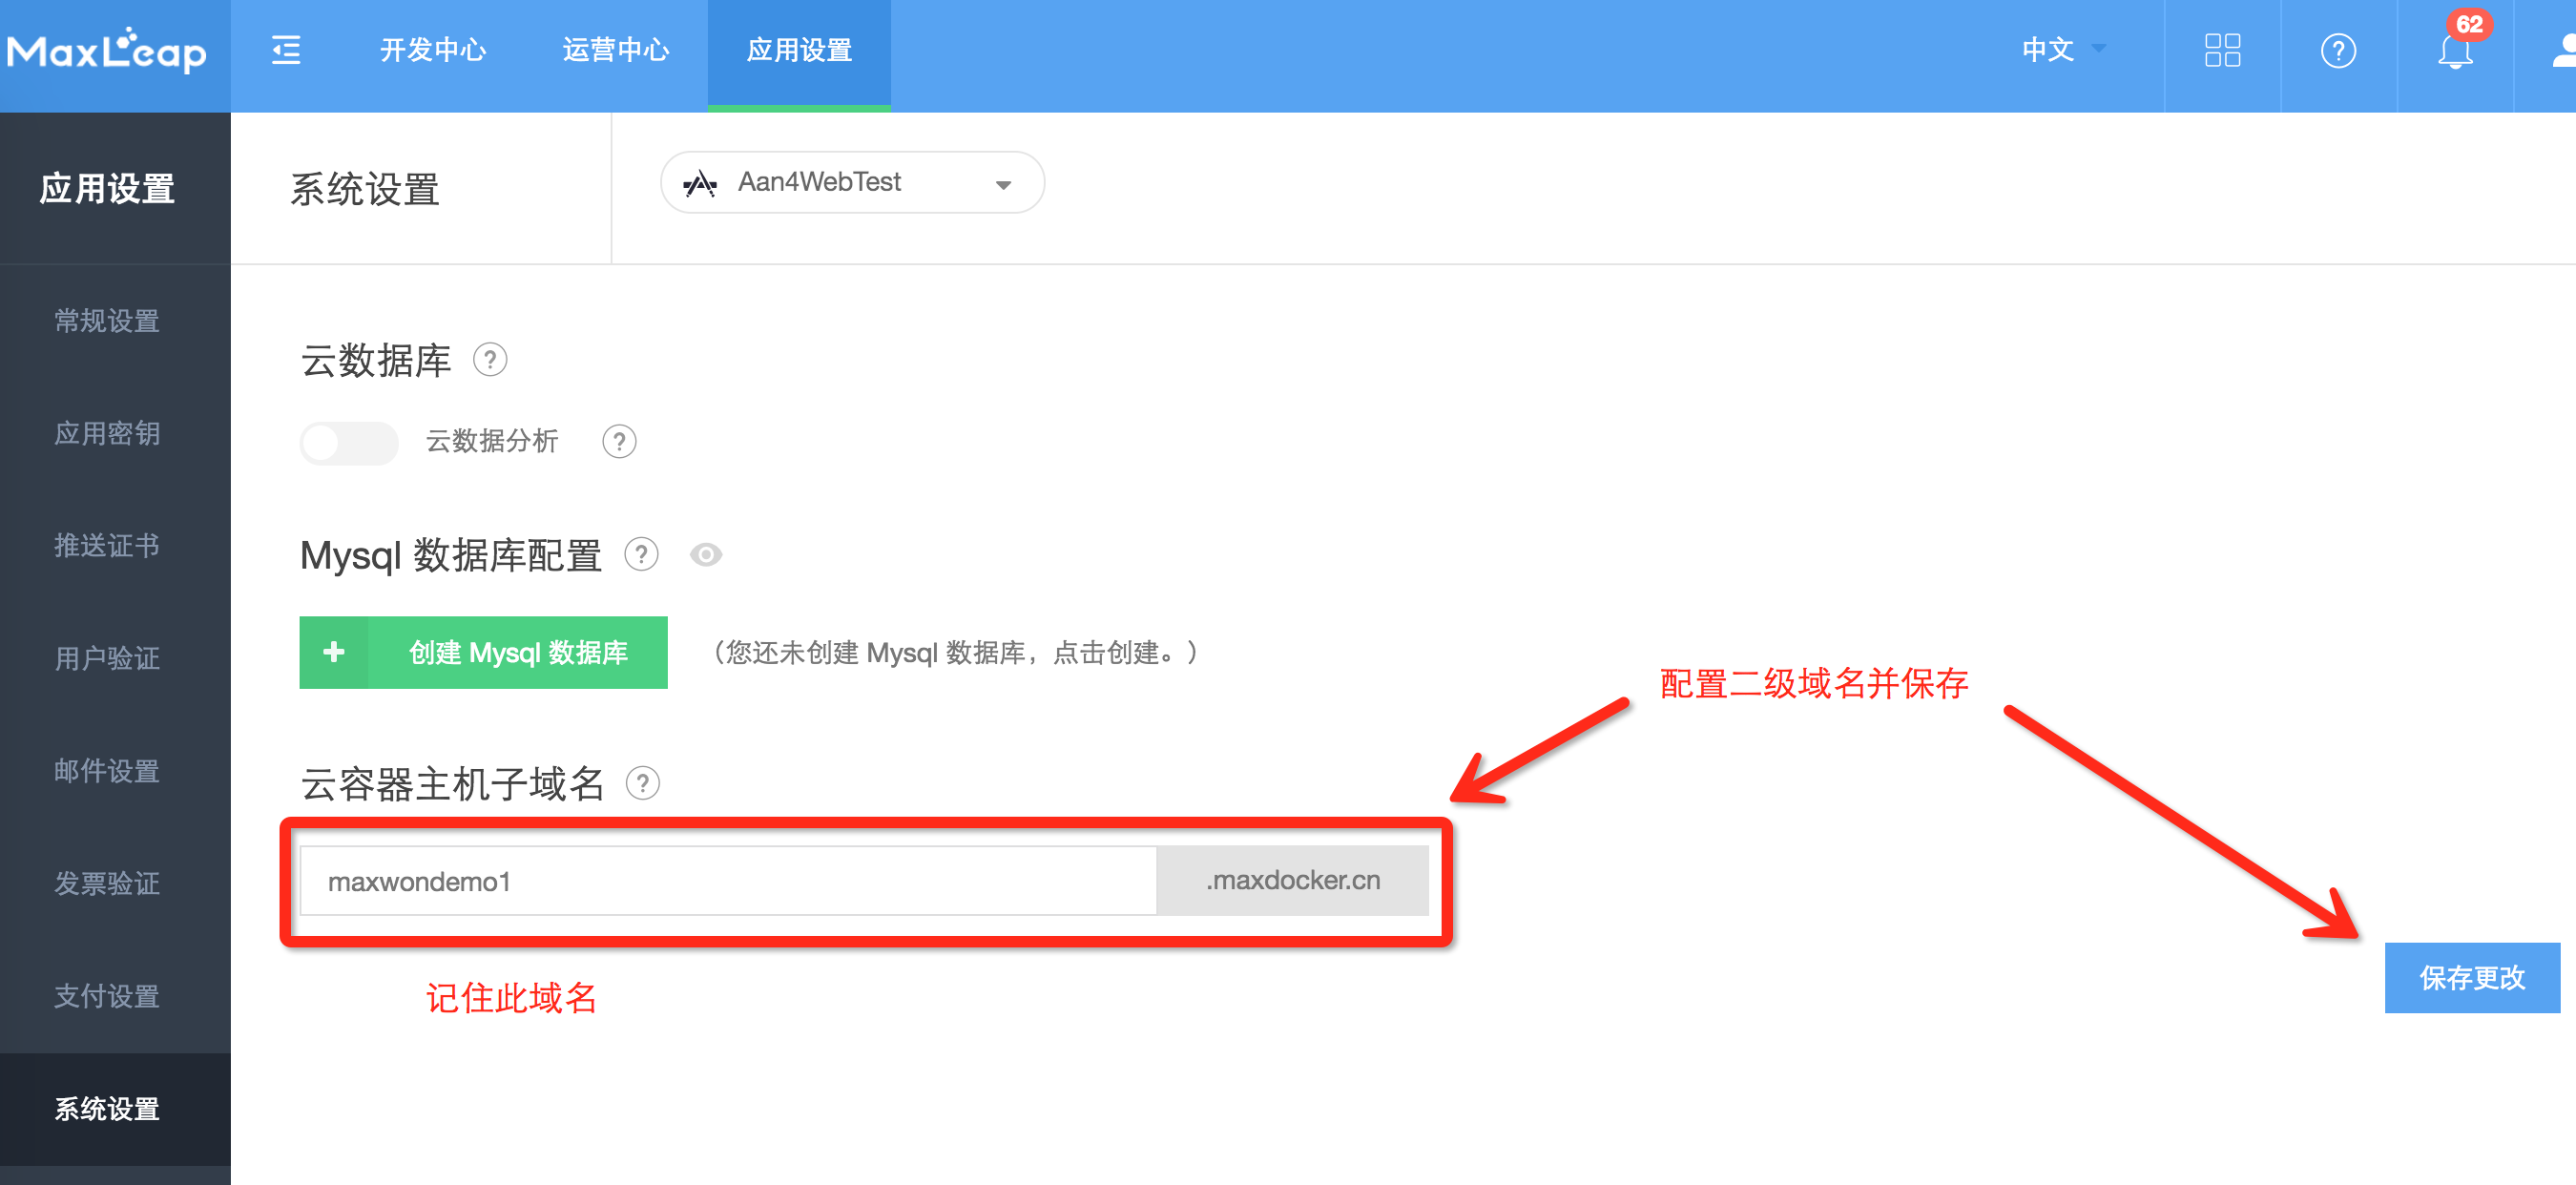 MaxLeap
开发中心
运营中心
应用设置
中文
62
应用设置
系统设置
Aan4WebTest
常规设置
应用密钥
推送证书
用户验证
邮件设置
发票验证
支付设置
系统设置
云数据库 ?
云数据分析 ?
Mysql 数据库配置 ?
+ 创建 Mysql 数据库 （您还未创建 Mysql 数据库，点击创建。）
配置二级域名并保存
云容器主机子域名 ?
maxwondemo1 .maxdocker.cn
记住此域名
保存更改